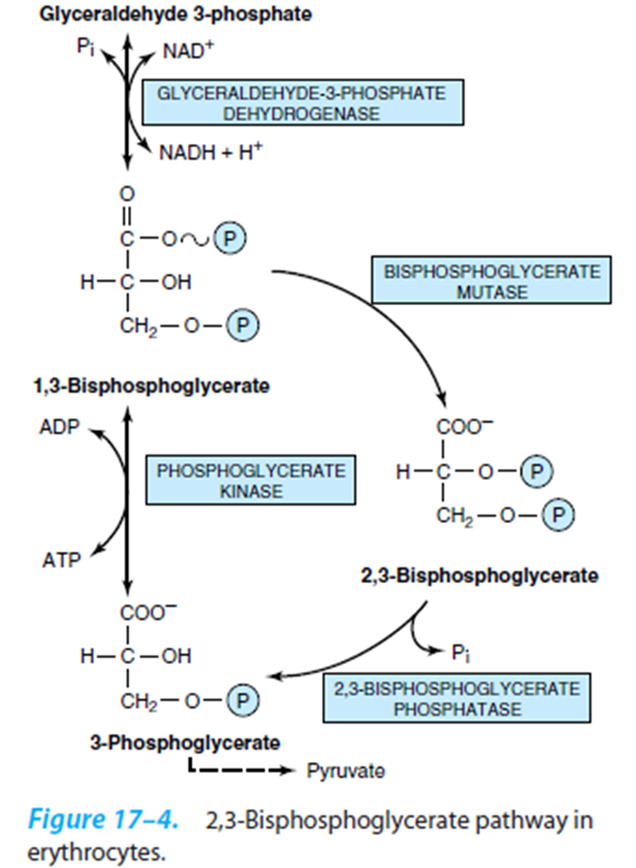 Glyceraldehyde 3-phosphate
Pi
NAD+
GLYCERALDEHYDE-3-PHOSPHATE
DEHYDROGENASE
NADH + H+
O
C–O~P
H–C–OH
CH2–O–P
BISPHOSPHOGLYCERATE
MUTASE
1,3-Bisphosphoglycerate
ADP
PHOSPHOGLYCERATE
KINASE
ATP
COO−
H–C–O–P
CH2–O–P
2,3-Bisphosphoglycerate
COO−
H–C–OH
CH2–O–P
Pi
2,3-BISPHOSPHOGLYCERATE
PHOSPHATASE
3-Phosphoglycerate
Pyruvate
Figure 17–4. 2,3-Bisphosphoglycerate pathway in
erythrocytes.